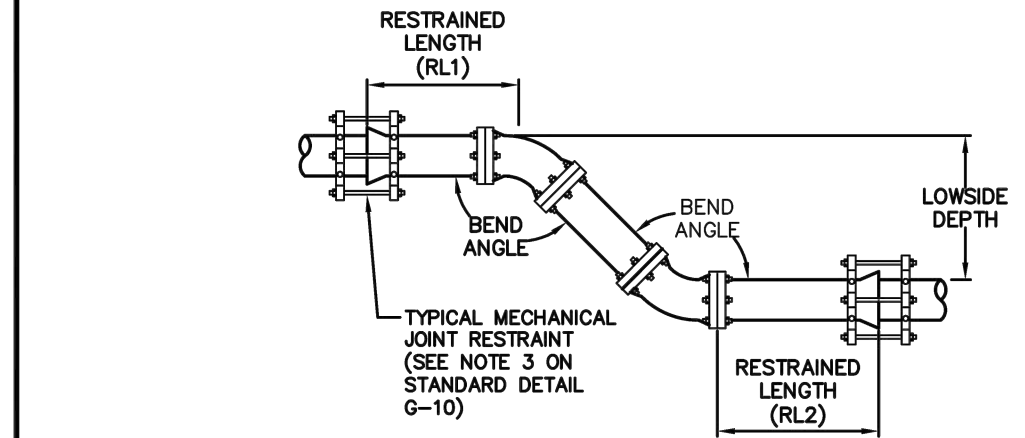 RESTRAINED
LENGTH
(RL1)
LOWSIDE
DEPTH
BEND
ANGLE
BEND
ANGLE
TYPICAL MECHANICAL
JOINT RESTRAINT
(SEE NOTE 3 ON
STANDARD DETAIL
G-10)
RESTRAINED
LENGTH
(RL2)